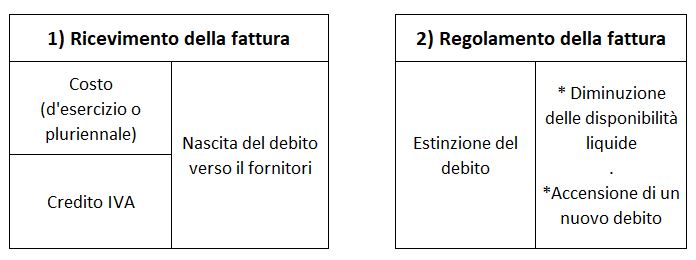 1) Ricevimento della fattura
Costo
(d'esercizio o
pluriennale)
Credito IVA
Nascita del debito
verso il fornitori
2) Regolamento della fattura
Estinzione del
debito
* Diminuzione
delle disponibilità
liquide
.
*Accensione di un
nuovo debito